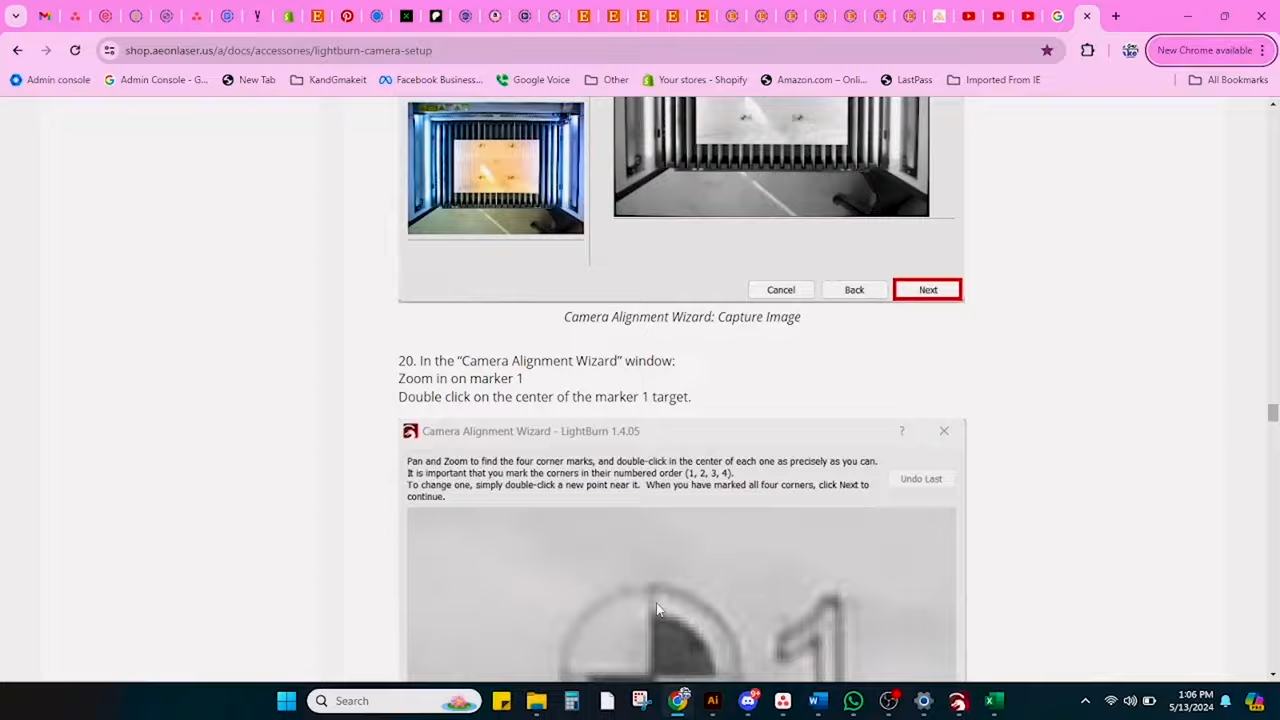 shop.aeonlaser.us/a/docs/accessories/lightburn-camera-setup
New Chrome available
Admin console
Admin Console - G...
New Tab
KandGmakeit
Facebook Business...
Google Voice
Other
Your stores · Shopify
Amazon.com – Onli...
LastPass
Imported From IE
All Bookmarks
Cancel
Back
Next
Camera Alignment Wizard: Capture Image
20. In the “Camera Alignment Wizard” window:
Zoom in on marker 1
Double click on the center of the marker 1 target.
Camera Alignment Wizard - LightBurn 1.4.05
Pan and Zoom to find the four corner marks, and double-click in the center of each one as precisely as you can.
It is important that you mark the corners in their numbered order (1, 2, 3, 4).
To change one, simply double-click a new point near it. When you have marked all four corners, click Next to
continue.
Undo Last
1
Search
1:06 PM
5/13/2024